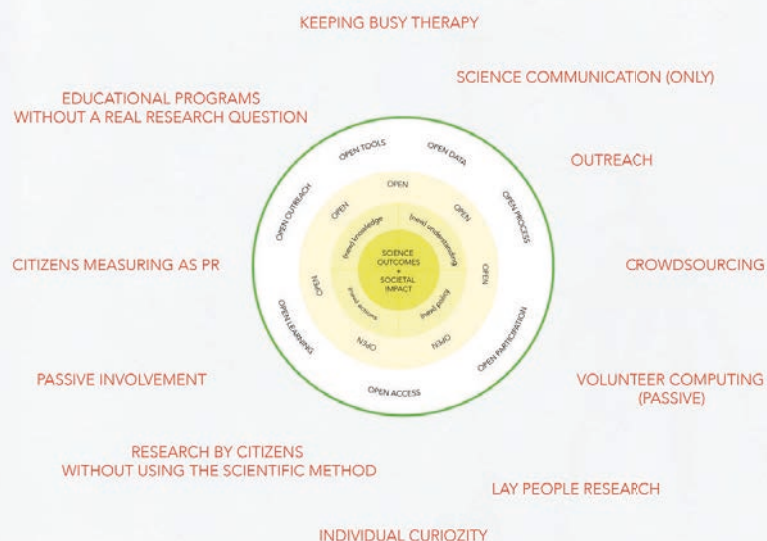 KEEPING BUSY THERAPY
SCIENCE COMMUNICATION (ONLY)
EDUCATIONAL PROGRAMS
WITHOUT A REAL RESEARCH QUESTION
OUTREACH
CITIZENS MEASURING AS PR
CROWDSOURCING
PASSIVE INVOLVEMENT
VOLUNTEER COMPUTING
(PASSIVE)
RESEARCH BY CITIZENS
WITHOUT USING THE SCIENTIFIC METHOD
LAY PEOPLE RESEARCH
INDIVIDUAL CURIOZITY
OPEN TOOLS
OPEN DATA
OPEN PROCESS
OPEN PARTICIPATION
OPEN ACCESS
OPEN LEARNING
OPEN OUTREACH
OPEN
OPEN
OPEN
OPEN
OPEN
OPEN
OPEN
(new) knowledge
(new) understanding
(new) policy
(new) actions
SCIENCE
OUTCOMES
+
SOCIETAL
IMPACT